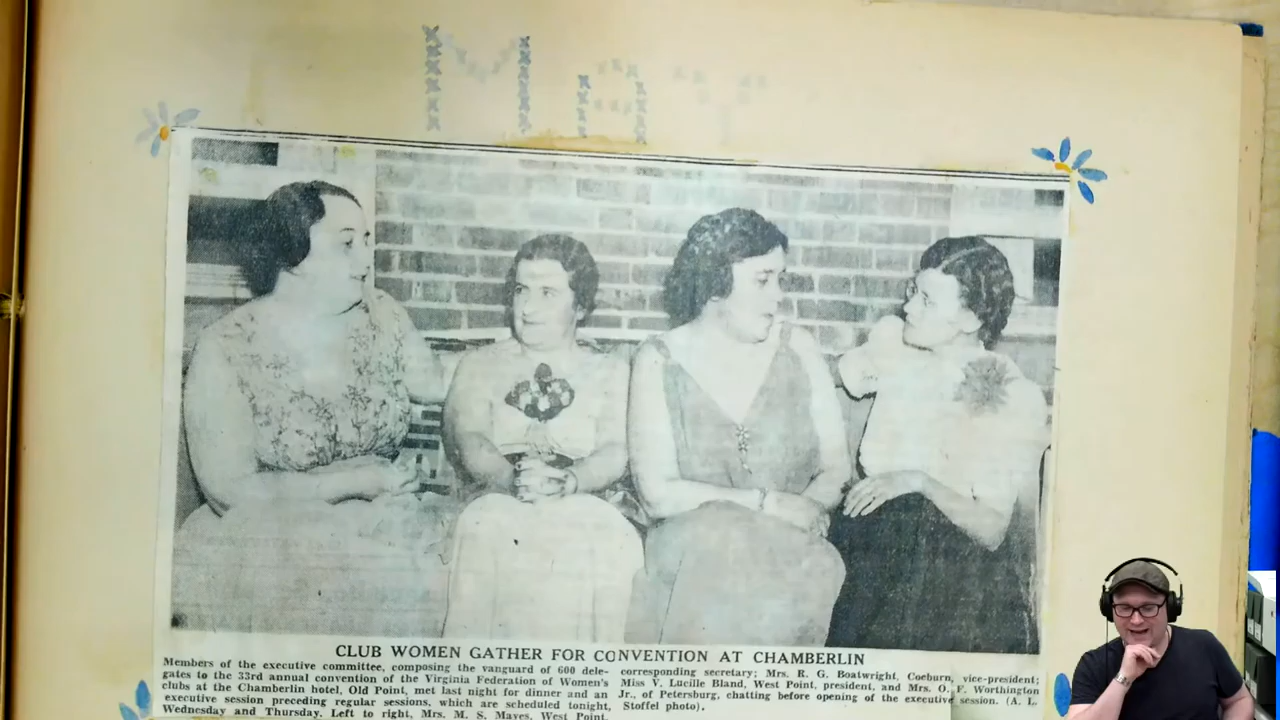 MAY
CLUB WOMEN GATHER FOR CONVENTION AT CHAMBERLIN
Members of the executive committee, composing the vanguard of 600 dele-
gates to the 33rd annual convention of the Virginia Federation of Women's
clubs at the Chamberlin hotel, Old Point, met last night for dinner and an
executive session preceding regular sessions, which are scheduled tonight,
Wednesday and Thursday. Left to right, Mrs. M. S. Mayes, West Point,
corresponding secretary; Mrs. R. G. Boatwright, Coeburn, vice-president;
Miss V. Lucille Bland, West Point, president, and Mrs. O. F. Worthington
Jr., of Petersburg, chatting before opening of the executive session. (A. L.
Stoffel photo).